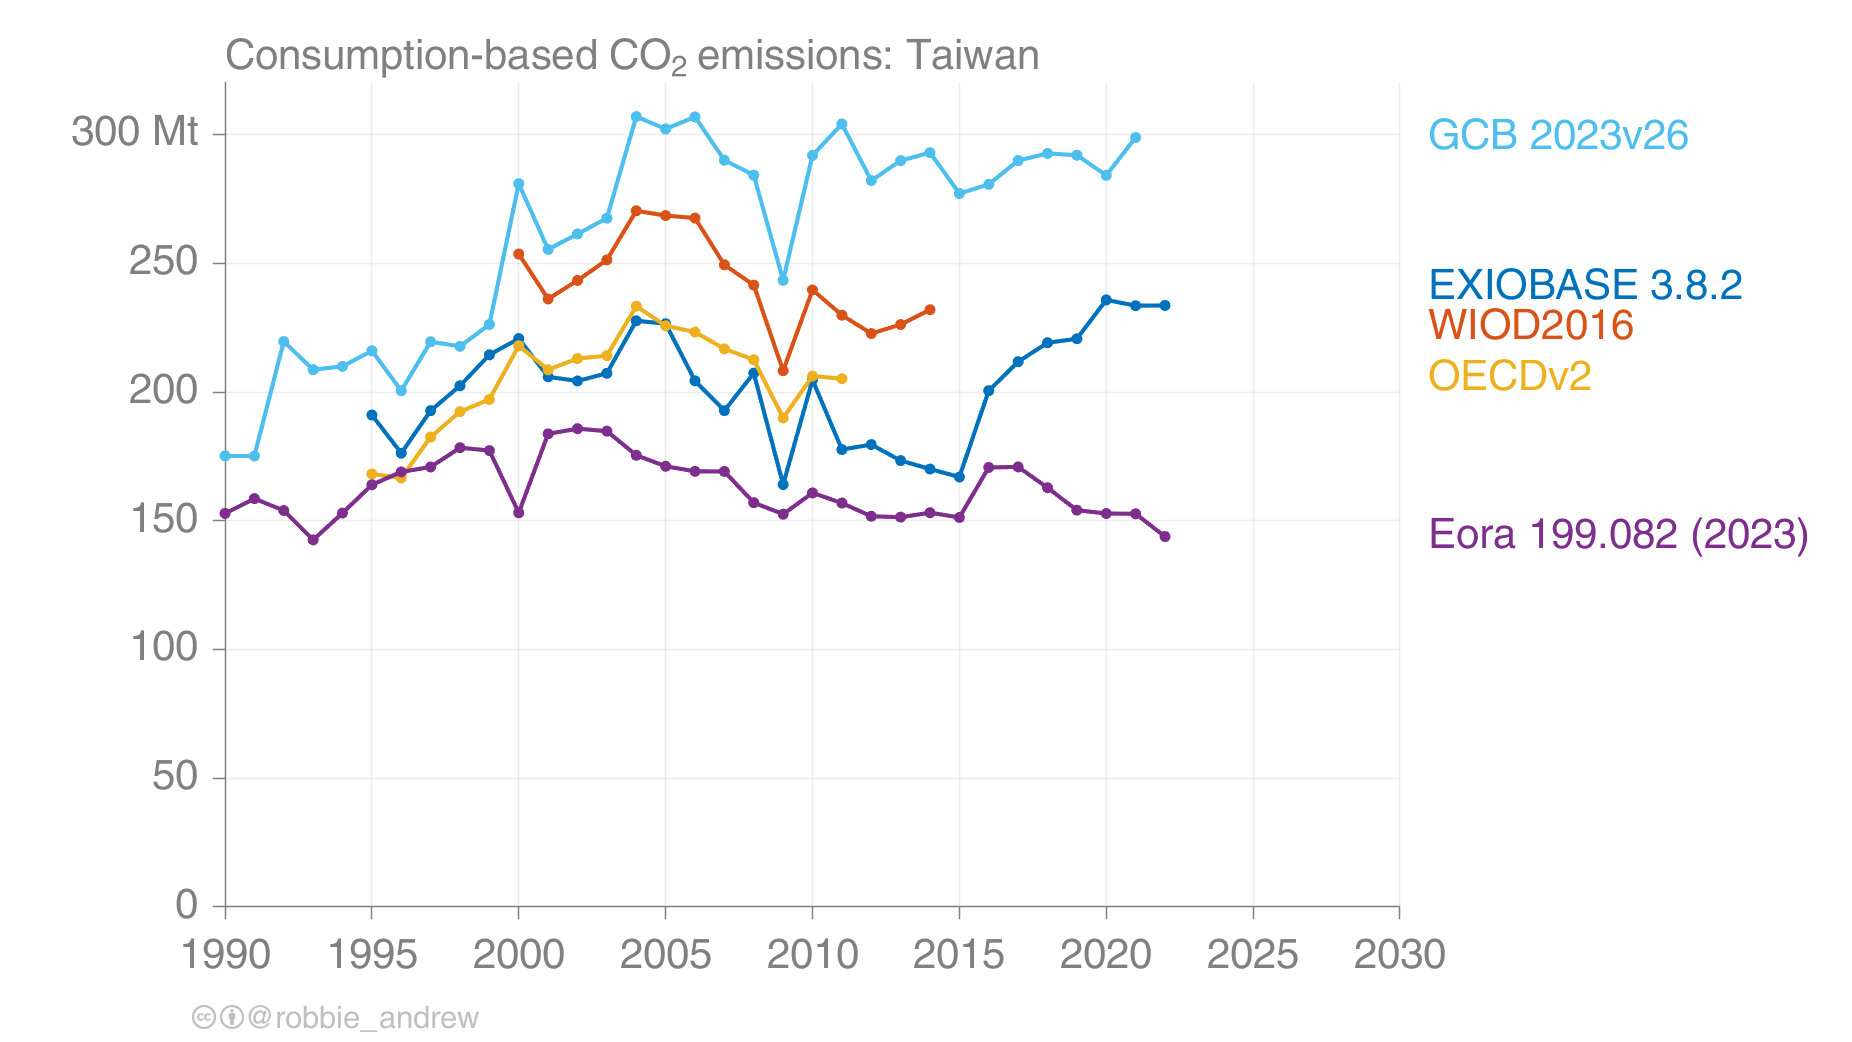 Consumption-based CO₂ emissions: Taiwan
300 Mt
250
200
150
100
50
0
1990 1995 2000 2005 2010 2015 2020 2025 2030
GCB 2023v26
EXIOBASE 3.8.2
WIOD2016
OECDv2
Eora 199.082 (2023)
cc @robbie_andrew